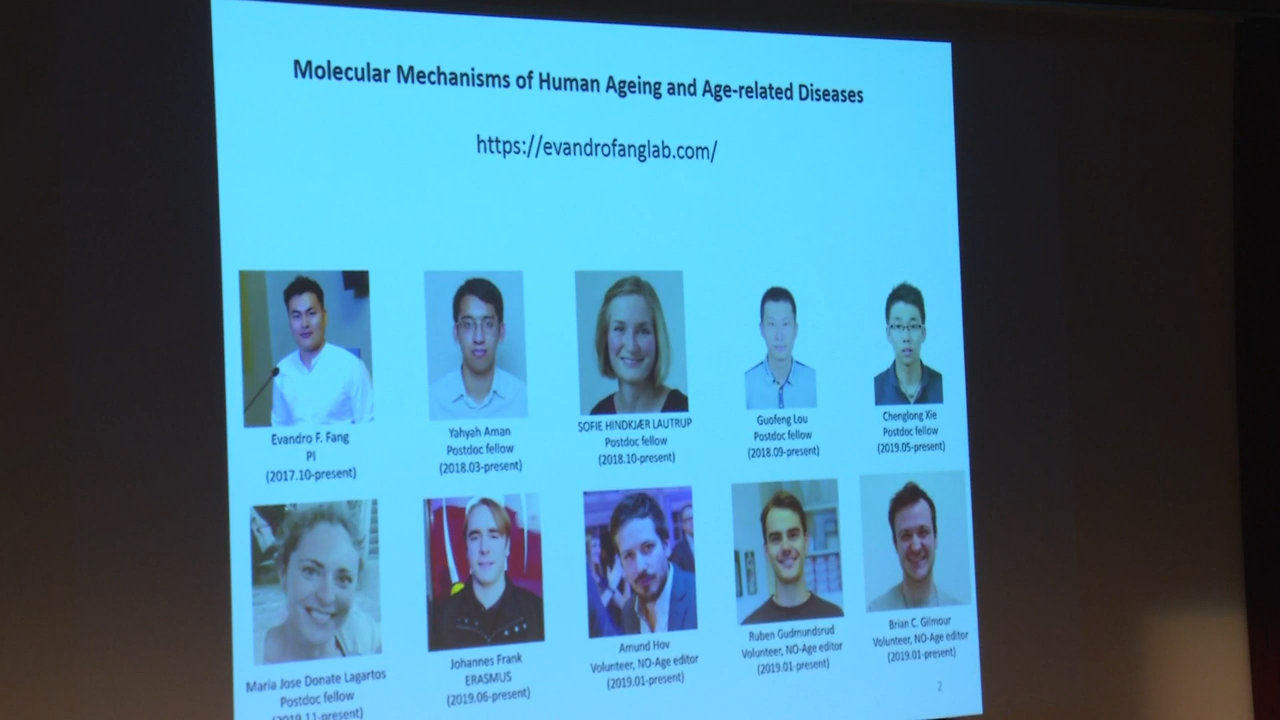 Molecular Mechanisms of Human Ageing and Age-related Diseases
https://evandrofanglab.com/
Evandro F. Fang
PI
(2017.10-present)
Yahyah Aman
Postdoc fellow
(2018.03-present)
SOFIE HINDKJÆR LAUTRUP
Postdoc fellow
(2018.10-present)
Guofeng Lou
Postdoc fellow
(2018.09-present)
Chenglong Xie
Postdoc fellow
(2019.05-present)
Maria Jose Donate Lagartos
Postdoc fellow
(2019.11-present)
Johannes Frank
ERASMUS
(2019.06-present)
Amund Hov
Volunteer, NO-Age editor
(2019.01-present)
Ruben Gudmundsrud
Volunteer, NO-Age editor
(2019.01-present)
Brian C. Gilmour
Volunteer, NO-Age editor
(2019.01-present)
2